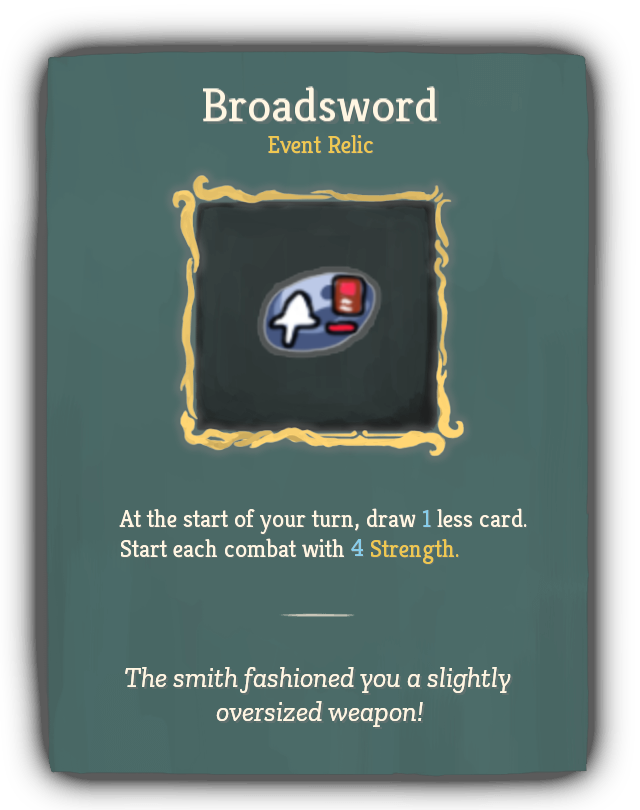 Broadsword
Event Relic
At the start of your turn, draw 1 less card.
Start each combat with 4 Strength.
The smith fashioned you a slightly
oversized weapon!